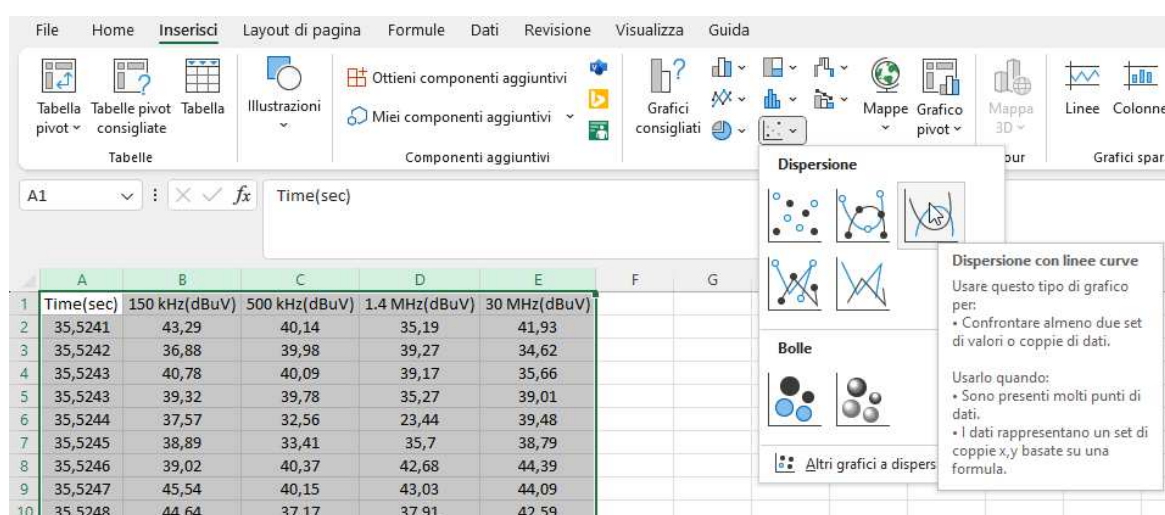 File Home Inserisci Layout di pagina Formule Dati Revisione Visualizza Guida
Tabella pivot
Tabelle pivot consigliate
Tabella
Illustrazioni
Ottieni componenti aggiuntivi
Miei componenti aggiuntivi
Grafici consigliati
Mappe
Grafico pivot
Mappa 3D
Linee
Colonne
Tabelle
Componenti aggiuntivi
our
Grafici spar
A1 fx Time(sec)
Dispersione
Dispersione con linee curve
Usare questo tipo di grafico
per:
• Confrontare almeno due set
di valori o coppie di dati.
Usarlo quando:
• Sono presenti molti punti di
dati.
• I dati rappresentano un set di
coppie x,y basate su una
formula.
Bolle
Altri grafici a dispers
A B C D E F G
1 Time(sec) 150 kHz(dBuV) 500 kHz(dBuV) 1.4 MHz(dBuV) 30 MHz(dBuV)
2 35,5241 43,29 40,14 35,19 41,93
3 35,5242 36,88 39,98 39,27 34,62
4 35,5243 40,78 40,09 39,17 35,66
5 35,5243 39,32 39,78 35,27 39,01
6 35,5244 37,57 32,56 23,44 39,48
7 35,5245 38,89 33,41 35,7 38,79
8 35,5246 39,02 40,37 42,68 44,39
9 35,5247 45,54 40,15 43,03 44,09
10 35,5248 44,64 37,17 37,91 42,59